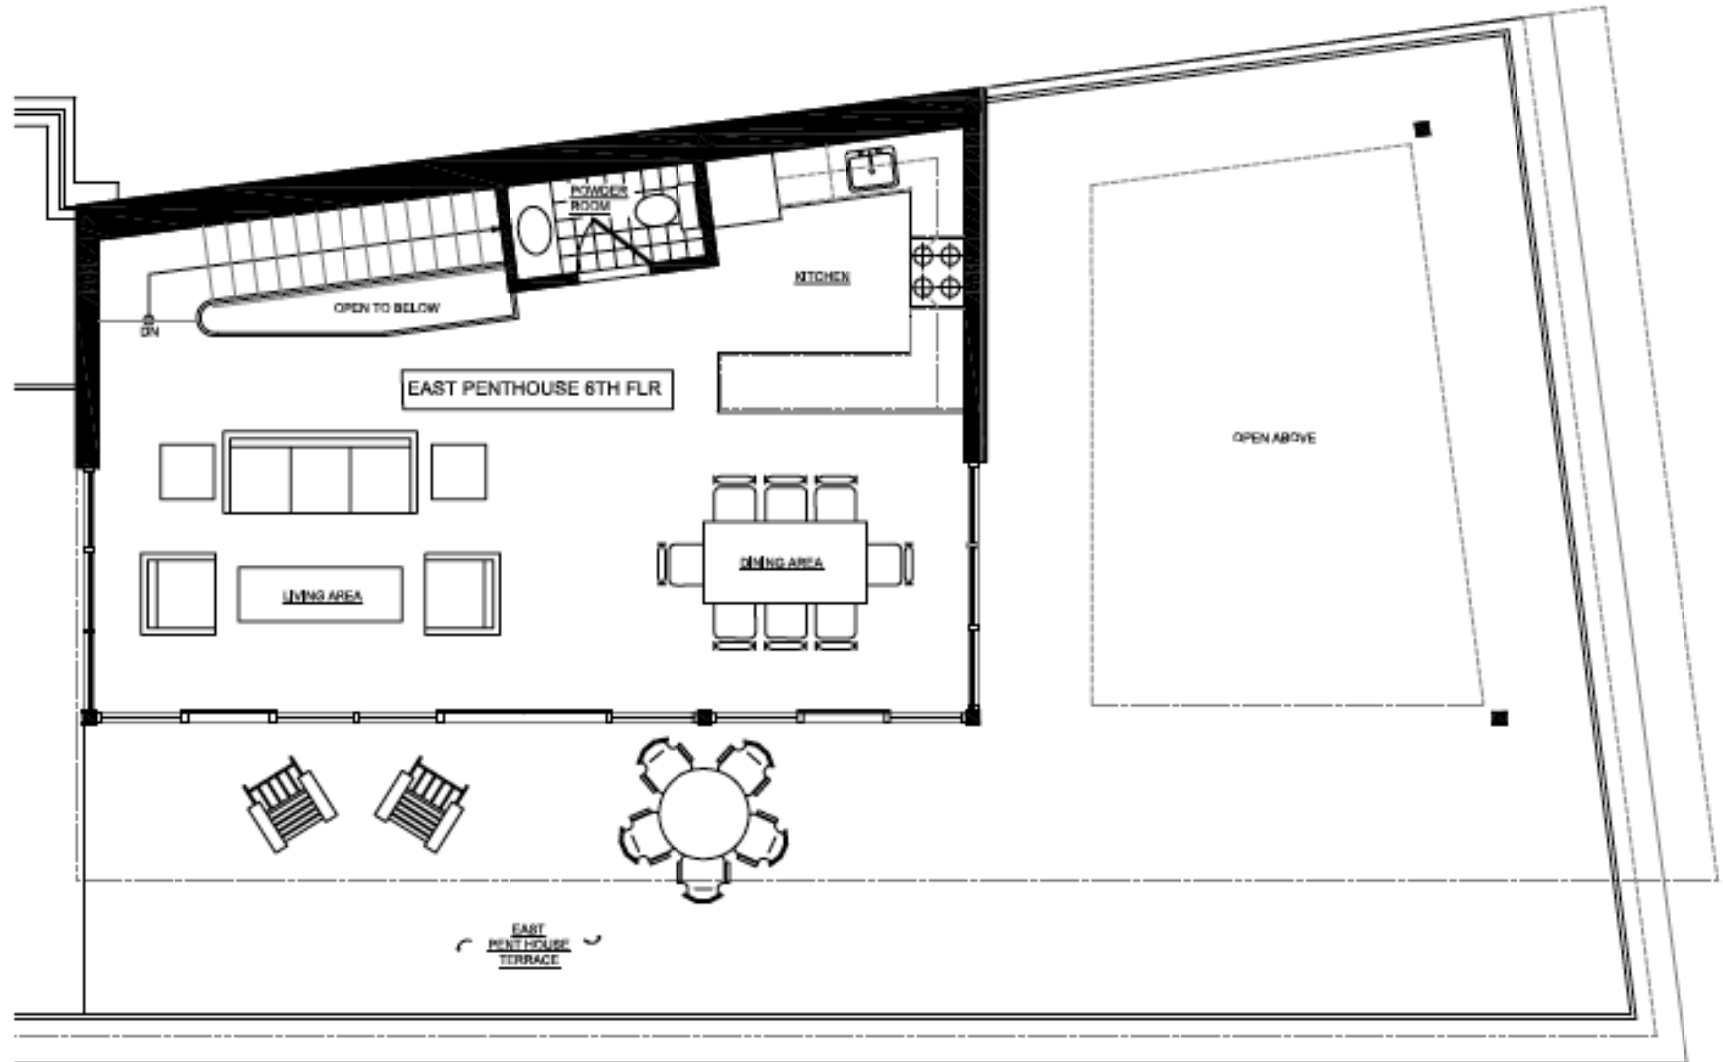 POWDER
ROOM
KITCHEN
OPEN TO BELOW
DN
EAST PENTHOUSE 6TH FLR
OPEN ABOVE
DINING AREA
LIVING AREA
EAST
PENT HOUSE
TERRACE